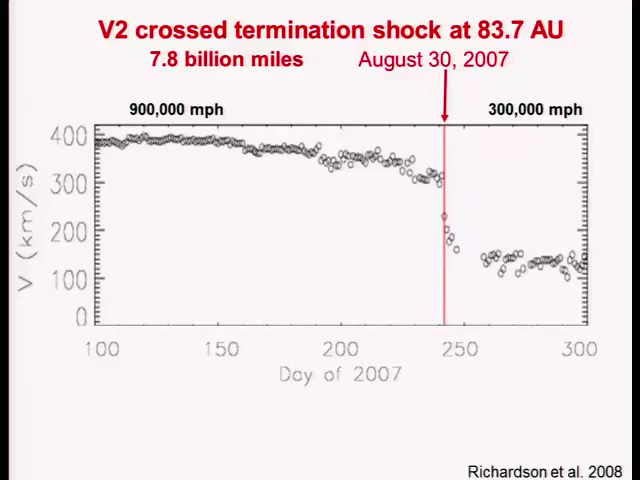 V2 crossed termination shock at 83.7 AU
7.8 billion miles August 30, 2007
900,000 mph 300,000 mph
400
300
200
100
0
V (km/s)
100 150 200 250 300
Day of 2007
Richardson et al. 2008